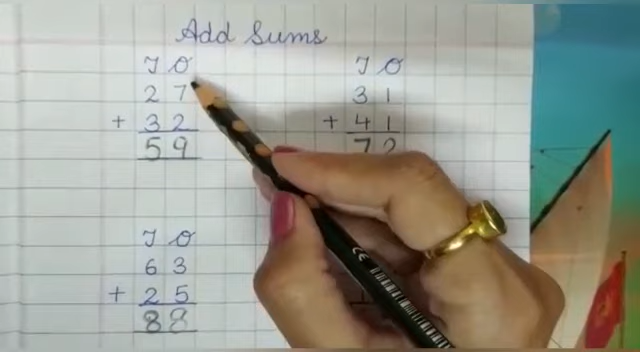 Add Sums
T O
2 7
+ 3 2
5 9
T O
3 1
+ 4 1
7 2
T O
6 3
+ 2 5
8 8